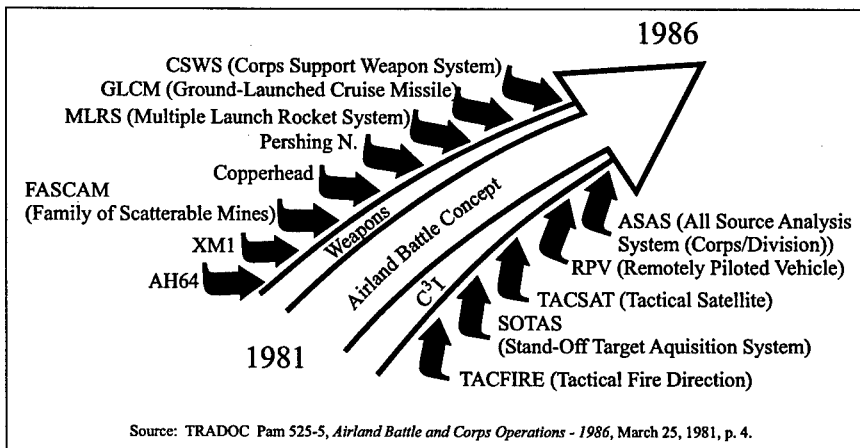 1986
CSWS (Corps Support Weapon System)
GLCM (Ground-Launched Cruise Missile)
MLRS (Multiple Launch Rocket System)
Pershing N.
Copperhead
FASCAM
(Family of Scatterable Mines)
XM1
AH64
Weapons
Airland Battle Concept
C³I
1981
ASAS (All Source Analysis
System (Corps/Division))
RPV (Remotely Piloted Vehicle)
TACSAT (Tactical Satellite)
SOTAS
(Stand-Off Target Aquisition System)
TACFIRE (Tactical Fire Direction)
Source: TRADOC Pam 525-5, Airland Battle and Corps Operations - 1986, March 25, 1981, p. 4.